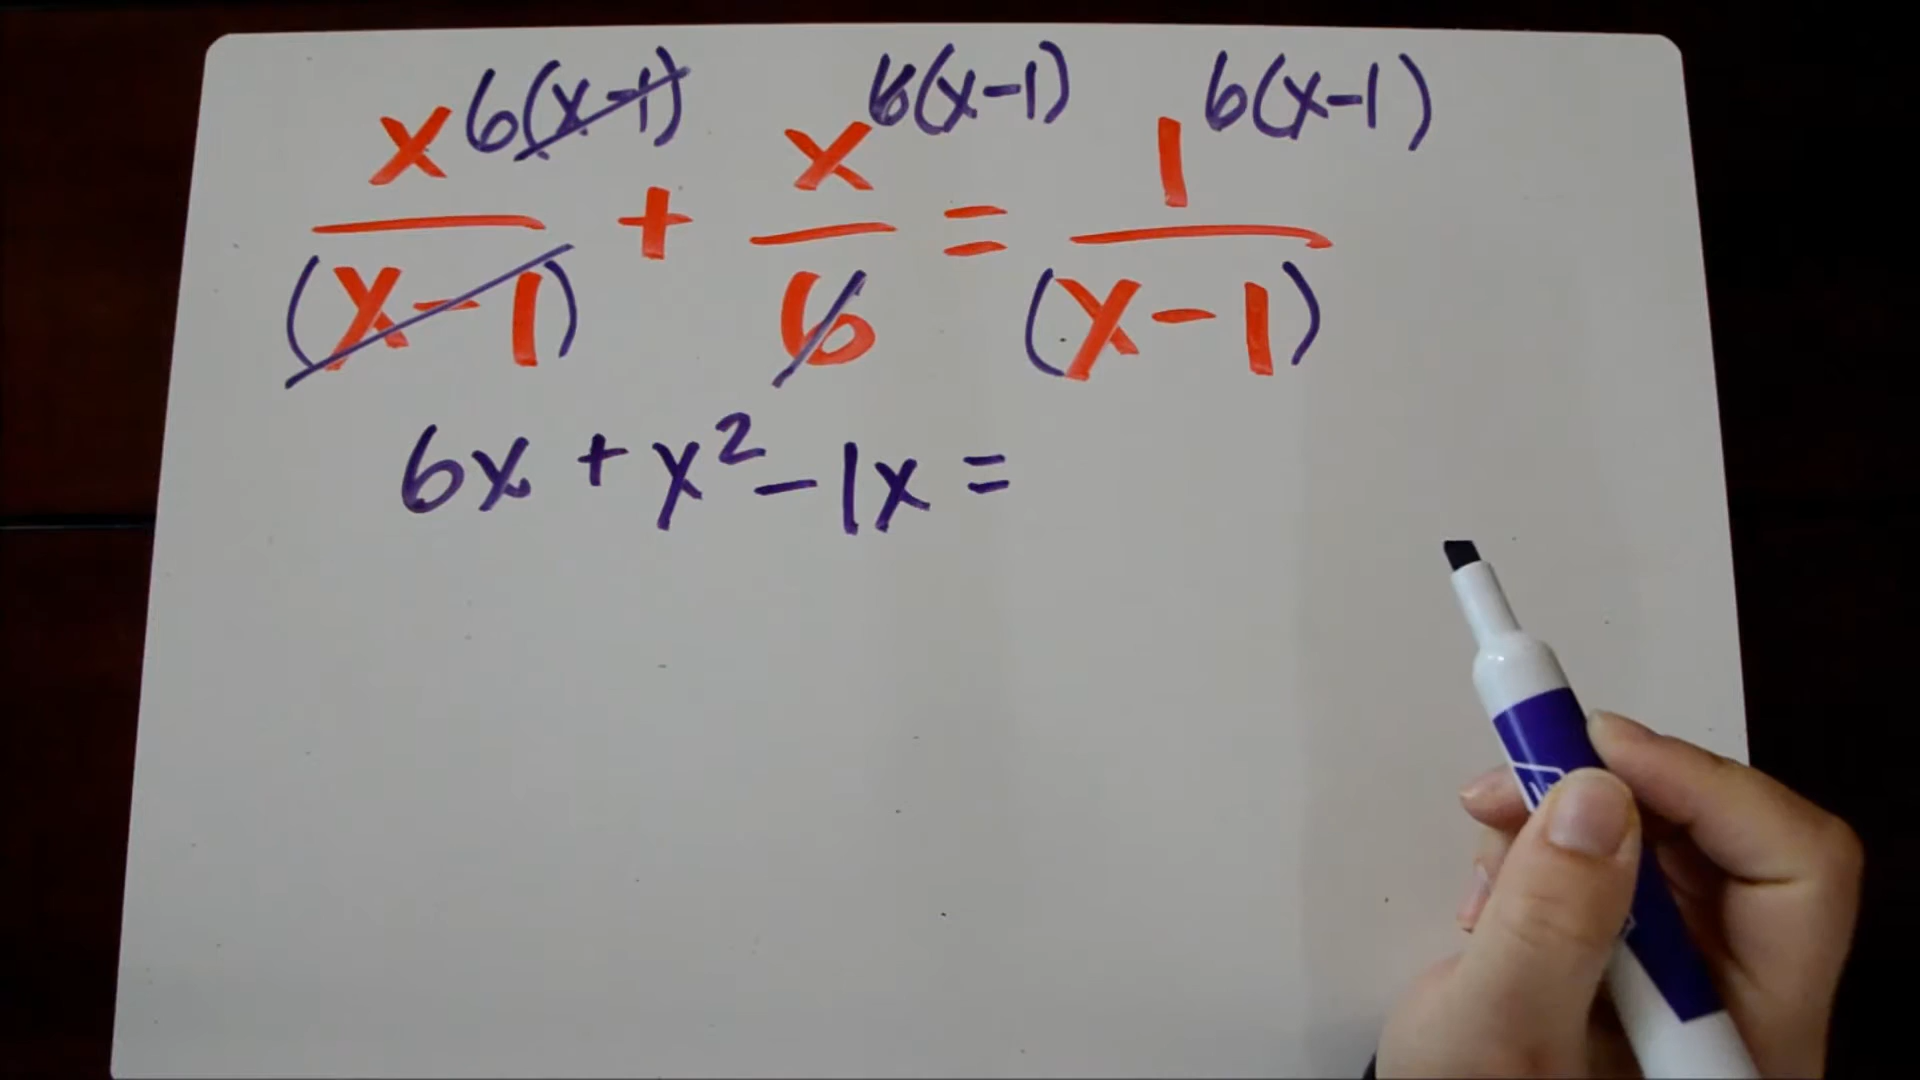 6(x-1) 6(x-1) 6(x-1)
x x 1
+ =
(x-1) 6 (x-1)
6x + x² - 1x =